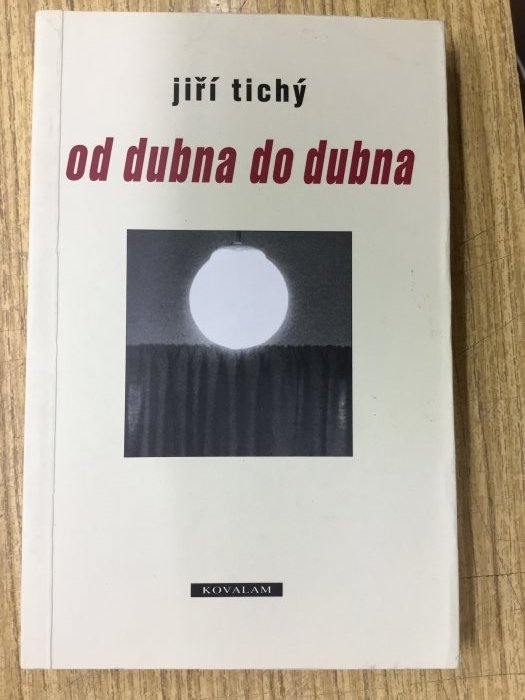 jiří tichý
od dubna do dubna
KOVALAM